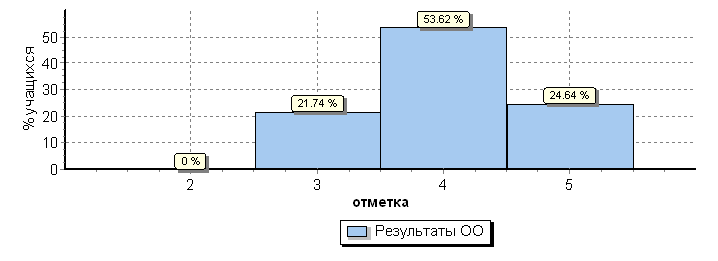 % учащихся
50
40
30
20
10
0
0 %
21.74 %
53.62 %
24.64 %
2 3 4 5
отметка
Результаты ОО